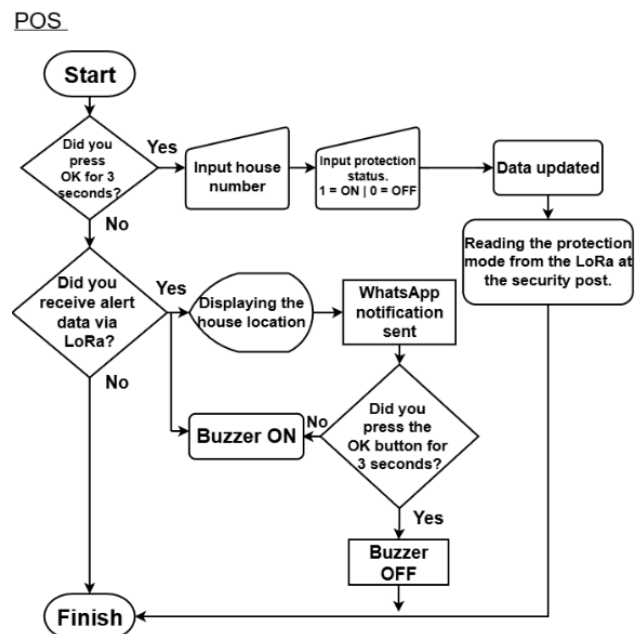 POS
Start
Did you
press
OK for 3
seconds?
Yes
Input house
number
Input protection
status.
1 = ON | 0 = OFF
Data updated
No
Reading the protection
mode from the LoRa at
the security post.
Did you
receive alert
data via
LoRa?
Yes
Displaying the
house location
WhatsApp
notification
sent
No
Buzzer ON
No
Did you
press the
OK button for
3 seconds?
Yes
Buzzer
OFF
Finish